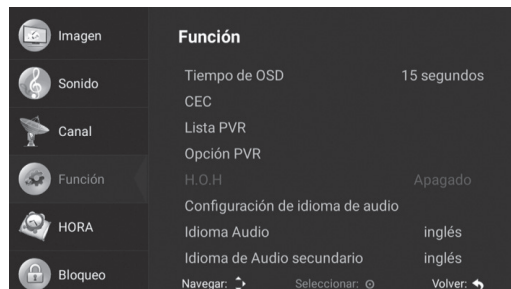 Imagen
Sonido
Canal
Función
HORA
Bloqueo
Función
Tiempo de OSD 15 segundos
CEC
Lista PVR
Opción PVR
H.O.H Apagado
Configuración de idioma de audio
Idioma Audio inglés
Idioma de Audio secundario inglés
Navegar: Seleccionar: Volver: